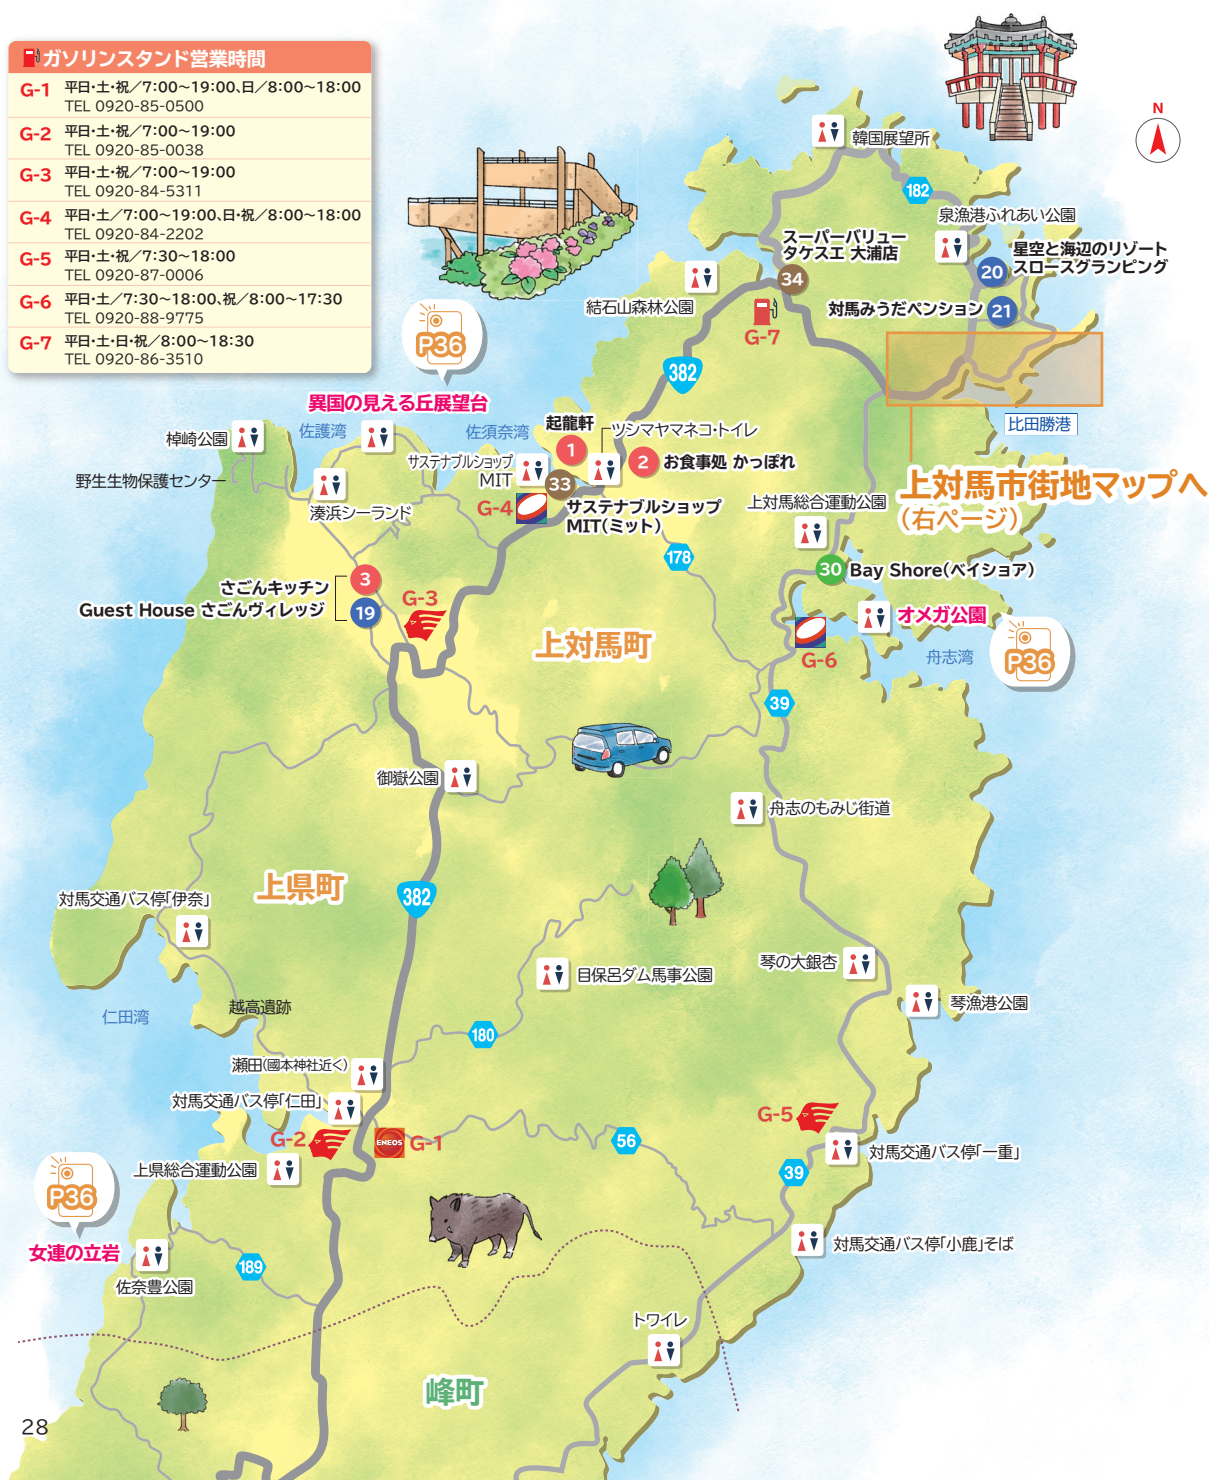 ガソリンスタンド営業時間
G-1 平日・土・祝／7:00～19:00、日／8:00～18:00
TEL 0920-85-0500
G-2 平日・土・祝／7:00～19:00
TEL 0920-85-0038
G-3 平日・土・祝／7:00～19:00
TEL 0920-84-5311
G-4 平日・土／7:00～19:00、日・祝／8:00～18:00
TEL 0920-84-2202
G-5 平日・土・祝／7:30～18:00
TEL 0920-87-0006
G-6 平日・土／7:30～18:00、祝／8:00～17:30
TEL 0920-88-9775
G-7 平日・土・日・祝／8:00～18:30
TEL 0920-86-3510
N
韓国展望所
182
泉漁港ふれあい公園
スーパーバリュー
タケスエ 大浦店
34
星空と海辺のリゾート
スロースグランピング
20
対馬みうだペンション
21
結石山森林公園
G-7
382
P36
異国の見える丘展望台
比田勝港
上対馬市街地マップへ
（右ページ）
棹崎公園
佐護湾
佐須奈湾
起龍軒
1
ツシマヤマネコ・トイレ
2
お食事処 かっぽれ
野生生物保護センター
サステナブルショップ
MIT
33
湊浜シーランド
G-4
サステナブルショップ
MIT（ミット）
上対馬総合運動公園
178
30
Bay Shore（ベイショア）
さごんキッチン
3
Guest House さごんヴィレッジ
19
G-3
オメガ公園
上対馬町
G-6
舟志湾
P36
39
御嶽公園
舟志のもみじ街道
上県町
382
対馬交通バス停「伊奈」
目保呂ダム馬事公園
琴の大銀杏
琴漁港公園
仁田湾
越高遺跡
180
瀬田（國本神社近く）
対馬交通バス停「仁田」
G-2
ENEOS
G-1
56
G-5
対馬交通バス停「一重」
上県総合運動公園
39
P36
女連の立岩
対馬交通バス停「小鹿」そば
佐奈豊公園
189
トワイレ
峰町
28